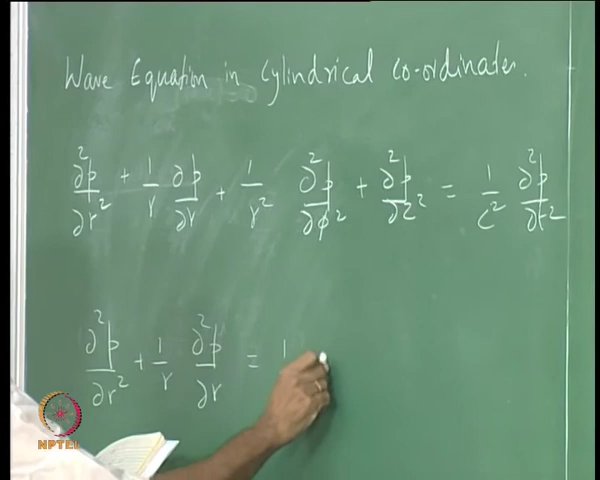 Wave Equation in Cylindrical co-ordinates.
∂²p/∂r² + 1/r ∂p/∂r + 1/r² ∂²p/∂φ² + ∂²p/∂z² = 1/c² ∂²p/∂t²
∂²p/∂r² + 1/r ∂²p/∂r = 1
NPTEL